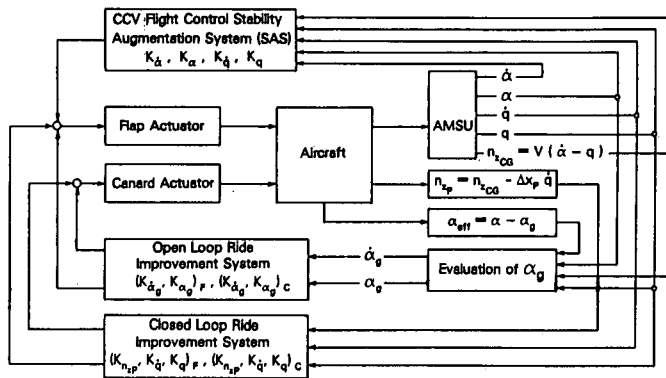 CCV Flight Control Stability
Augmentation System (SAS)
K_α̇ , K_α , K_q̇ , K_q
Flap Actuator
Canard Actuator
Aircraft
AMSU
α̇
α
q̇
q
n_zCG = V ( α̇ – q )
n_zP = n_zCG - Δx_P q̇
α_eff = α – α_g
Open Loop Ride
Improvement System
(K_α̇g, K_αg)_F , (K_α̇g, K_αg)_C
α̇_g
α_g
Evaluation of α_g
Closed Loop Ride
Improvement System
(K_nzP, K_q̇, K_q)_F , (K_nzP, K_q̇, K_q)_C